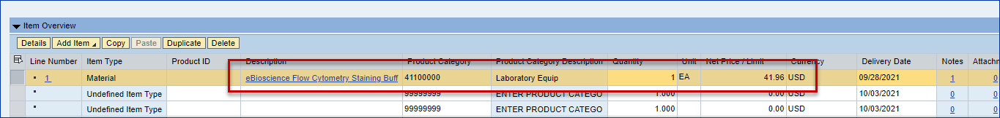 Item Overview
Details Add Item Copy Paste Duplicate Delete
Line Number Item Type Product ID Description Product Category Product Category Description Quantity Unit Net Price / Limit Currency Delivery Date Notes Attachm
1 Material eBioscience Flow Cytometry Staining Buff 41100000 Laboratory Equip 1 EA 41.96 USD 09/28/2021 1 0
Undefined Item Type 99999999 ENTER PRODUCT CATEGO 1.000 0.00 USD 10/03/2021 0 0
Undefined Item Type 99999999 ENTER PRODUCT CATEGO 1.000 0.00 USD 10/03/2021 0 0